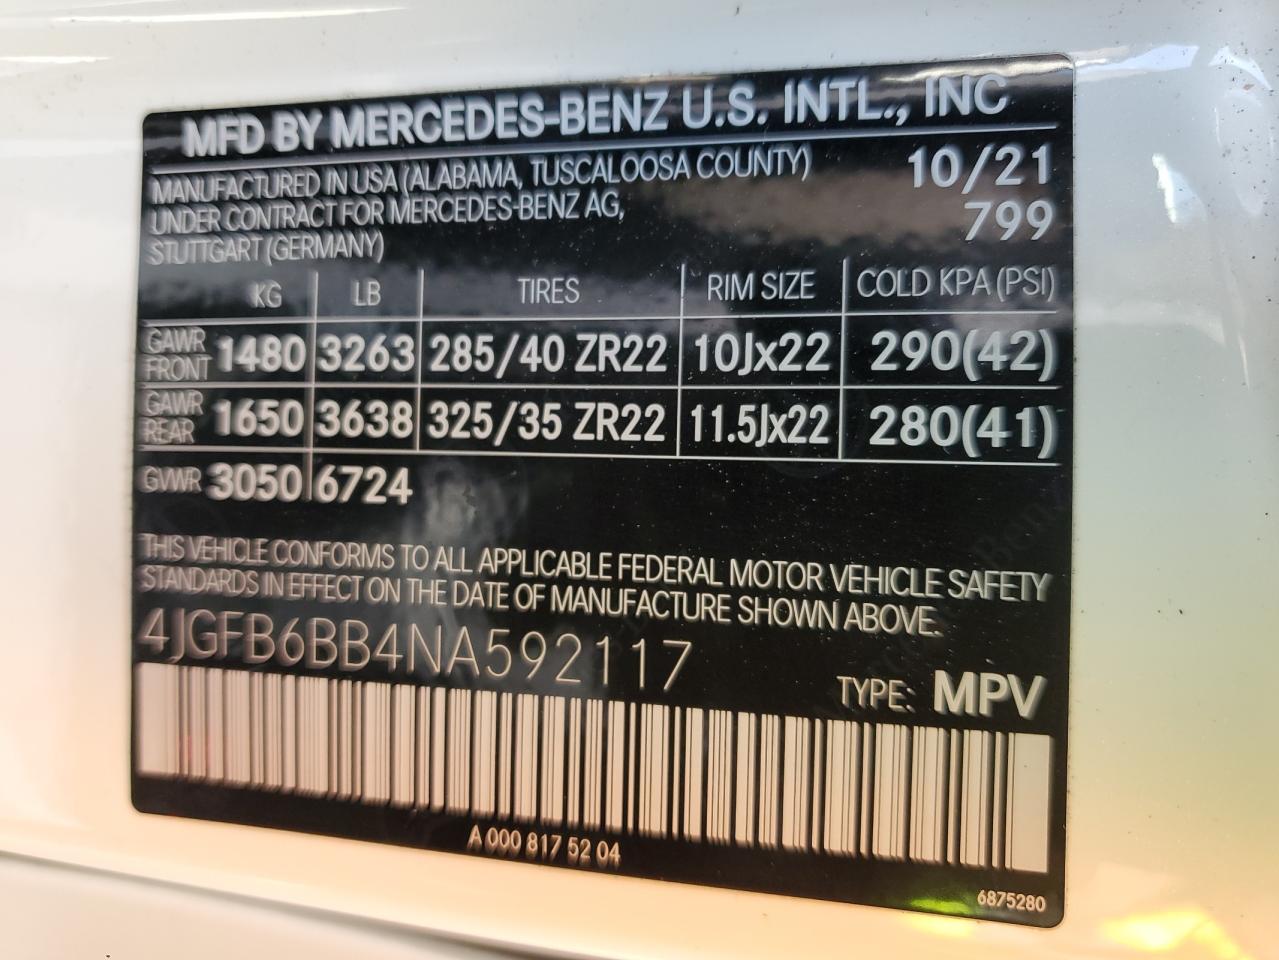 MFD BY MERCEDES-BENZ U.S. INTL., INC
MANUFACTURED IN USA (ALABAMA, TUSCALOOSA COUNTY) 10/21
UNDER CONTRACT FOR MERCEDES-BENZ AG, 799
STUTTGART (GERMANY)
KG LB TIRES RIM SIZE COLD KPA (PSI)
GAWR FRONT 1480 3263 285/40 ZR22 10Jx22 290(42)
GAWR REAR 1650 3638 325/35 ZR22 11.5Jx22 280(41)
GVWR 3050 6724
THIS VEHICLE CONFORMS TO ALL APPLICABLE FEDERAL MOTOR VEHICLE SAFETY
STANDARDS IN EFFECT ON THE DATE OF MANUFACTURE SHOWN ABOVE.
4JGFB6BB4NA592117
TYPE: MPV
A 000 817 52 04
6875280